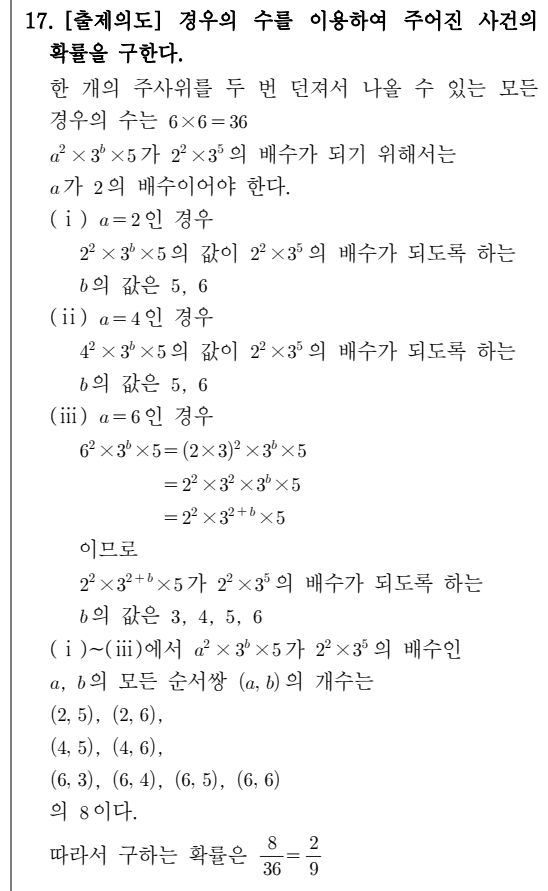 17. [출제의도] 경우의 수를 이용하여 주어진 사건의
확률을 구한다.
한 개의 주사위를 두 번 던져서 나올 수 있는 모든
경우의 수는 6×6=36
a²×3ᵇ×5가 2²×3⁵의 배수가 되기 위해서는
a가 2의 배수이어야 한다.
(ⅰ) a=2인 경우
2²×3ᵇ×5의 값이 2²×3⁵의 배수가 되도록 하는
b의 값은 5, 6
(ⅱ) a=4인 경우
4²×3ᵇ×5의 값이 2²×3⁵의 배수가 되도록 하는
b의 값은 5, 6
(ⅲ) a=6인 경우
6²×3ᵇ×5=(2×3)²×3ᵇ×5
=2²×3²×3ᵇ×5
=2²×3²⁺ᵇ×5
이므로
2²×3²⁺ᵇ×5가 2²×3⁵의 배수가 되도록 하는
b의 값은 3, 4, 5, 6
(ⅰ)~(ⅲ)에서 a²×3ᵇ×5가 2²×3⁵의 배수인
a, b의 모든 순서쌍 (a, b)의 개수는
(2, 5), (2, 6),
(4, 5), (4, 6),
(6, 3), (6, 4), (6, 5), (6, 6)
의 8이다.
따라서 구하는 확률은 8/36=2/9